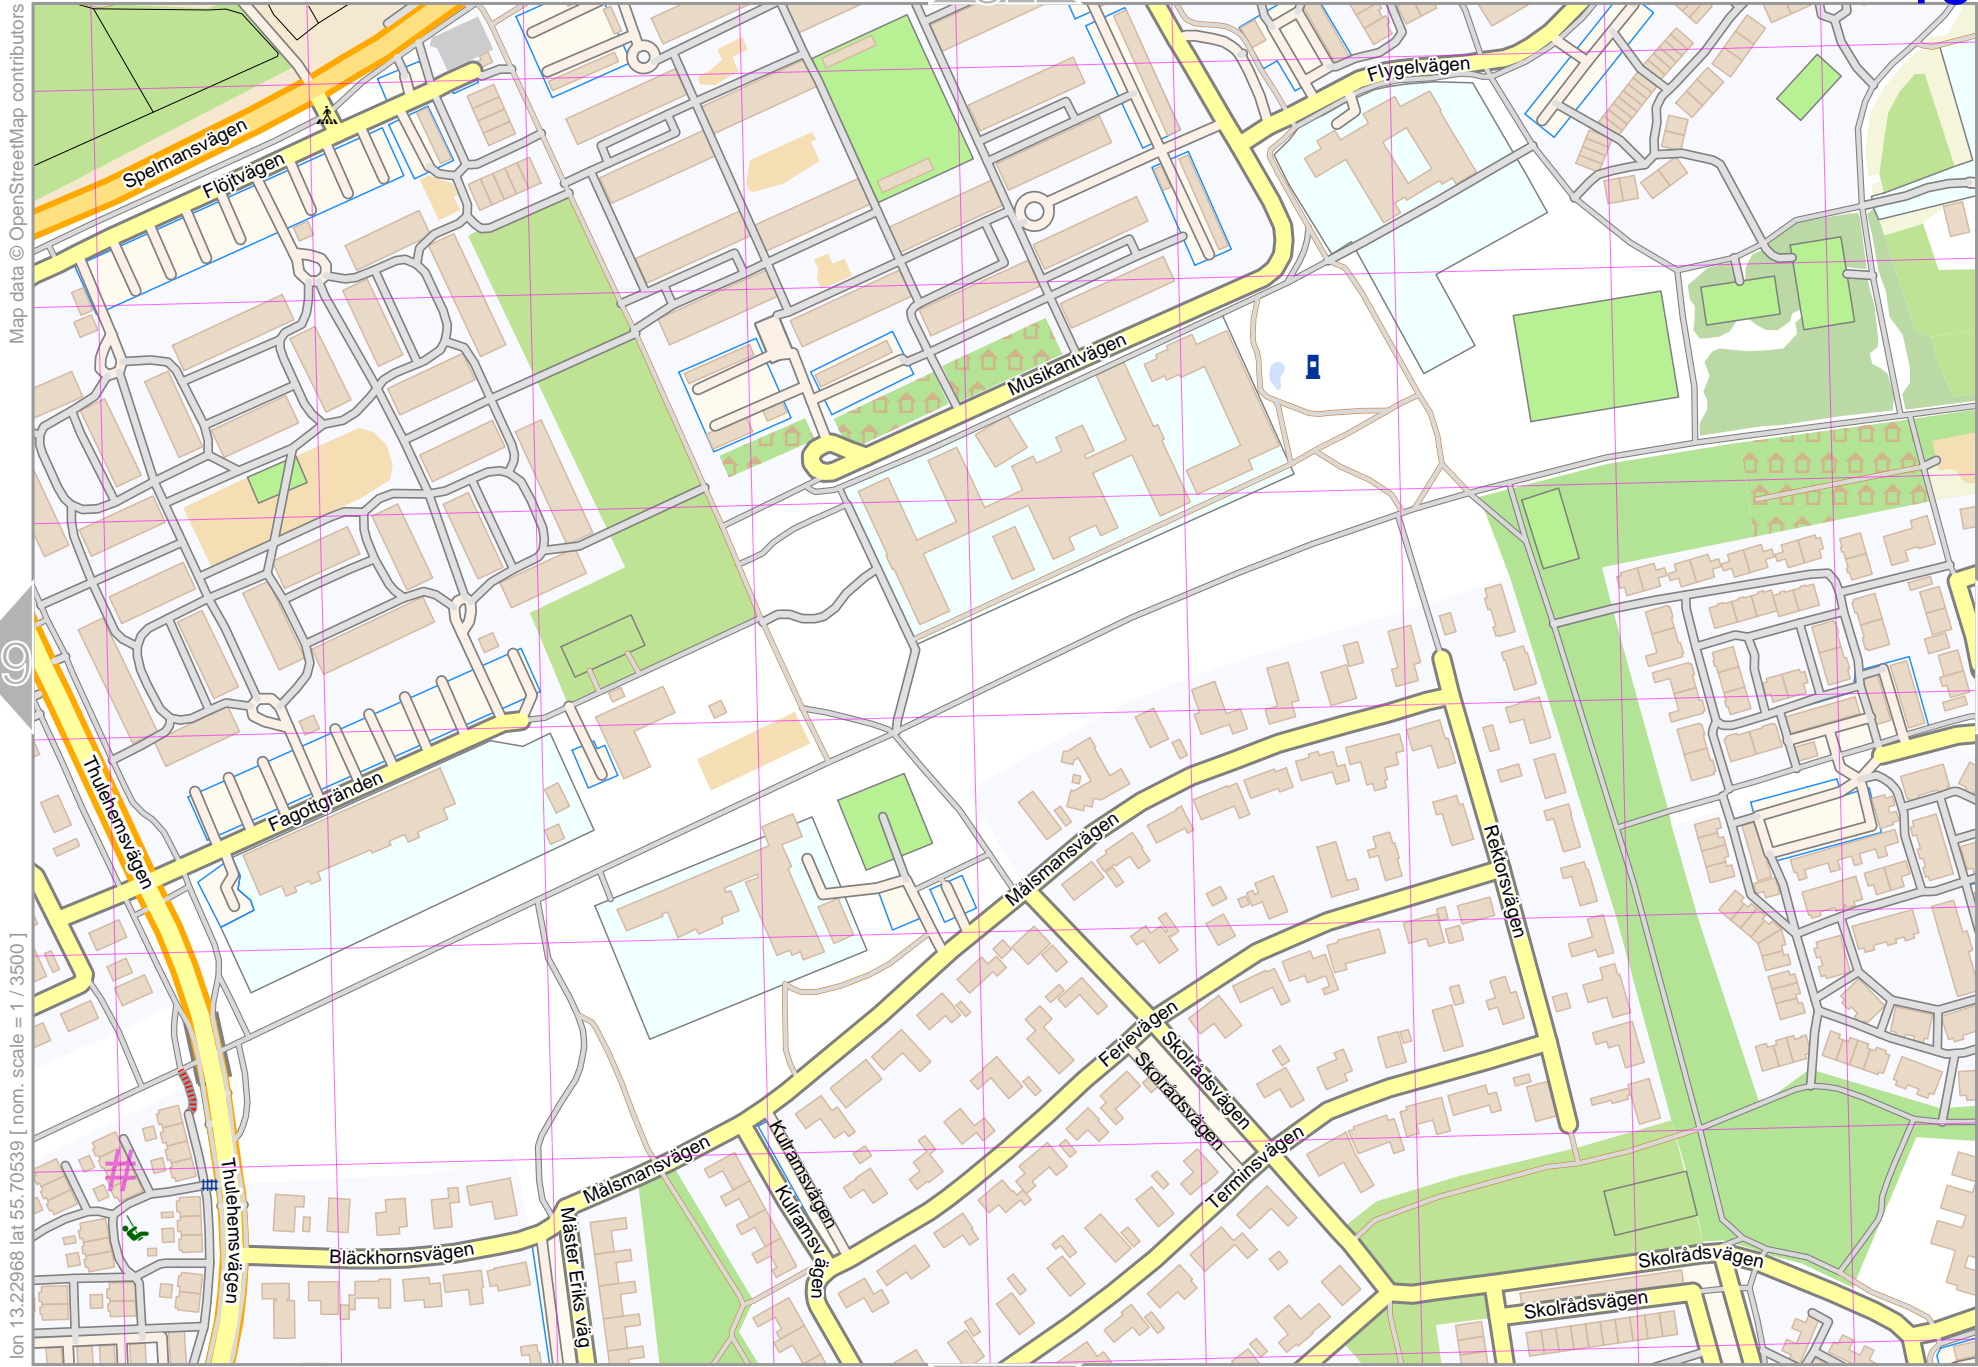 Map data © OpenStreetMap contributors
Flygelvägen
Spelmansvägen
Flöjtvägen
Musikantvägen
9
Thulehemsvägen
Fagottgränden
Målsmansvägen
Rektorsvägen
lon 13.22968 lat 55.70539 [ nom. scale = 1 / 3500 ]
Ferievägen
Skolrådsvägen
Skolrådsvägen
Terminsvägen
Kulramsvägen
Kulramsvägen
Målsmansvägen
Thulehemsvägen
Bläckhornsvägen
Mäster Eriks väg
Skolrådsvägen
Skolrådsvägen